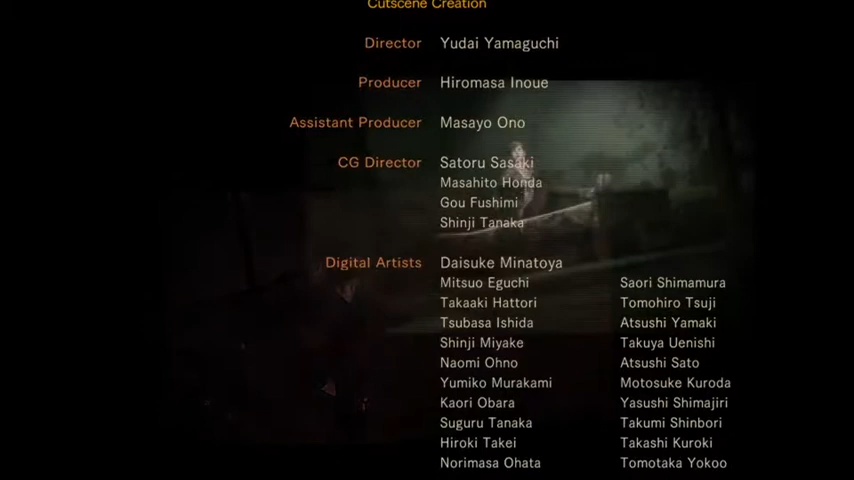 Cutscene Creation
Director Yudai Yamaguchi
Producer Hiromasa Inoue
Assistant Producer Masayo Ono
CG Director Satoru Sasaki
Masahito Honda
Gou Fushimi
Shinji Tanaka
Digital Artists Daisuke Minatoya
Mitsuo Eguchi Saori Shimamura
Takaaki Hattori Tomohiro Tsuji
Tsubasa Ishida Atsushi Yamaki
Shinji Miyake Takuya Uenishi
Naomi Ohno Atsushi Sato
Yumiko Murakami Motosuke Kuroda
Kaori Obara Yasushi Shimajiri
Suguru Tanaka Takumi Shinbori
Hiroki Takei Takashi Kuroki
Norimasa Ohata Tomotaka Yokoo